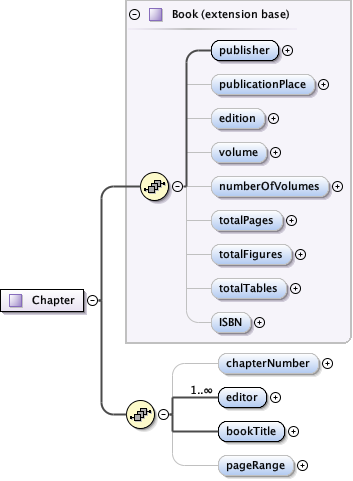 Book (extension base)
publisher
publicationPlace
edition
volume
numberOfVolumes
totalPages
totalFigures
totalTables
ISBN
Chapter
chapterNumber
1..∞
editor
bookTitle
pageRange